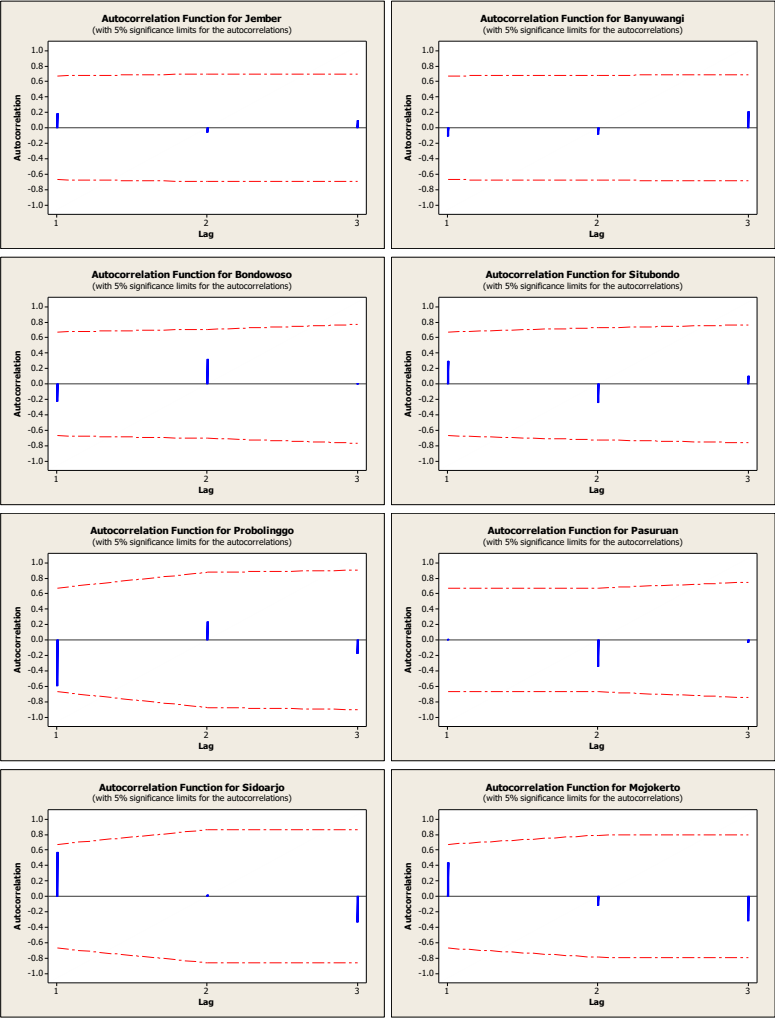 Autocorrelation Function for Jember
(with 5% significance limits for the autocorrelations)
1.0
0.8
0.6
0.4
0.2
0.0
-0.2
-0.4
-0.6
-0.8
-1.0
Autocorrelation
1 2 3
Lag
Autocorrelation Function for Banyuwangi
(with 5% significance limits for the autocorrelations)
1.0
0.8
0.6
0.4
0.2
0.0
-0.2
-0.4
-0.6
-0.8
-1.0
Autocorrelation
1 2 3
Lag
Autocorrelation Function for Bondowoso
(with 5% significance limits for the autocorrelations)
1.0
0.8
0.6
0.4
0.2
0.0
-0.2
-0.4
-0.6
-0.8
-1.0
Autocorrelation
1 2 3
Lag
Autocorrelation Function for Situbondo
(with 5% significance limits for the autocorrelations)
1.0
0.8
0.6
0.4
0.2
0.0
-0.2
-0.4
-0.6
-0.8
-1.0
Autocorrelation
1 2 3
Lag
Autocorrelation Function for Probolinggo
(with 5% significance limits for the autocorrelations)
1.0
0.8
0.6
0.4
0.2
0.0
-0.2
-0.4
-0.6
-0.8
-1.0
Autocorrelation
1 2 3
Lag
Autocorrelation Function for Pasuruan
(with 5% significance limits for the autocorrelations)
1.0
0.8
0.6
0.4
0.2
0.0
-0.2
-0.4
-0.6
-0.8
-1.0
Autocorrelation
1 2 3
Lag
Autocorrelation Function for Sidoarjo
(with 5% significance limits for the autocorrelations)
1.0
0.8
0.6
0.4
0.2
0.0
-0.2
-0.4
-0.6
-0.8
-1.0
Autocorrelation
1 2 3
Lag
Autocorrelation Function for Mojokerto
(with 5% significance limits for the autocorrelations)
1.0
0.8
0.6
0.4
0.2
0.0
-0.2
-0.4
-0.6
-0.8
-1.0
Autocorrelation
1 2 3
Lag